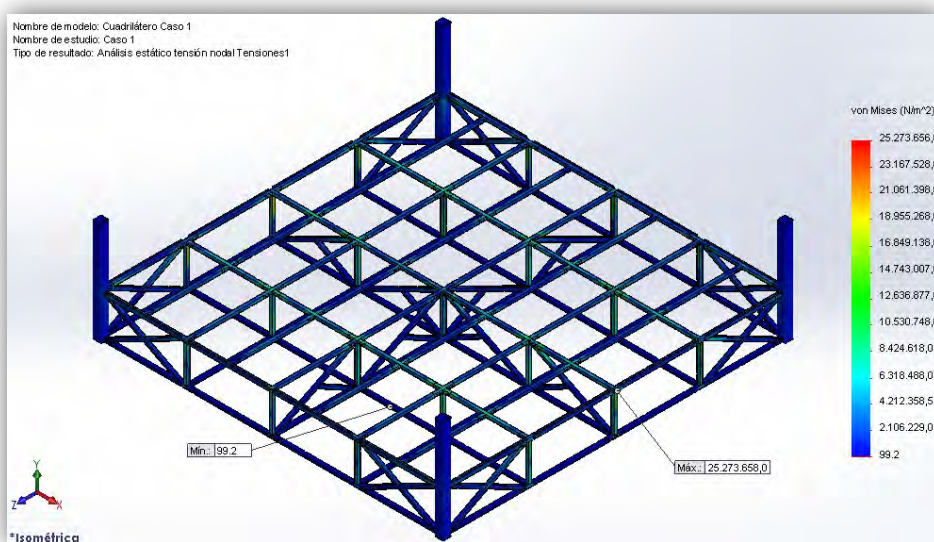 Nombre de modelo: Cuadrilátero Caso 1
Nombre de estudio: Caso 1
Tipo de resultado: Análisis estático tensión nodal Tensiones1
von Mises (N/m^2)
25.273.656,0
23.167.528,0
21.061.398,0
18.955.268,0
16.849.138,0
14.743.007,0
12.636.877,0
10.530.748,0
8.424.618,0
6.318.488,0
4.212.358,5
2.106.229,0
99.2
Mín.: 99.2
Máx.: 25.273.658,0
Y
Z
X
*Isométrica